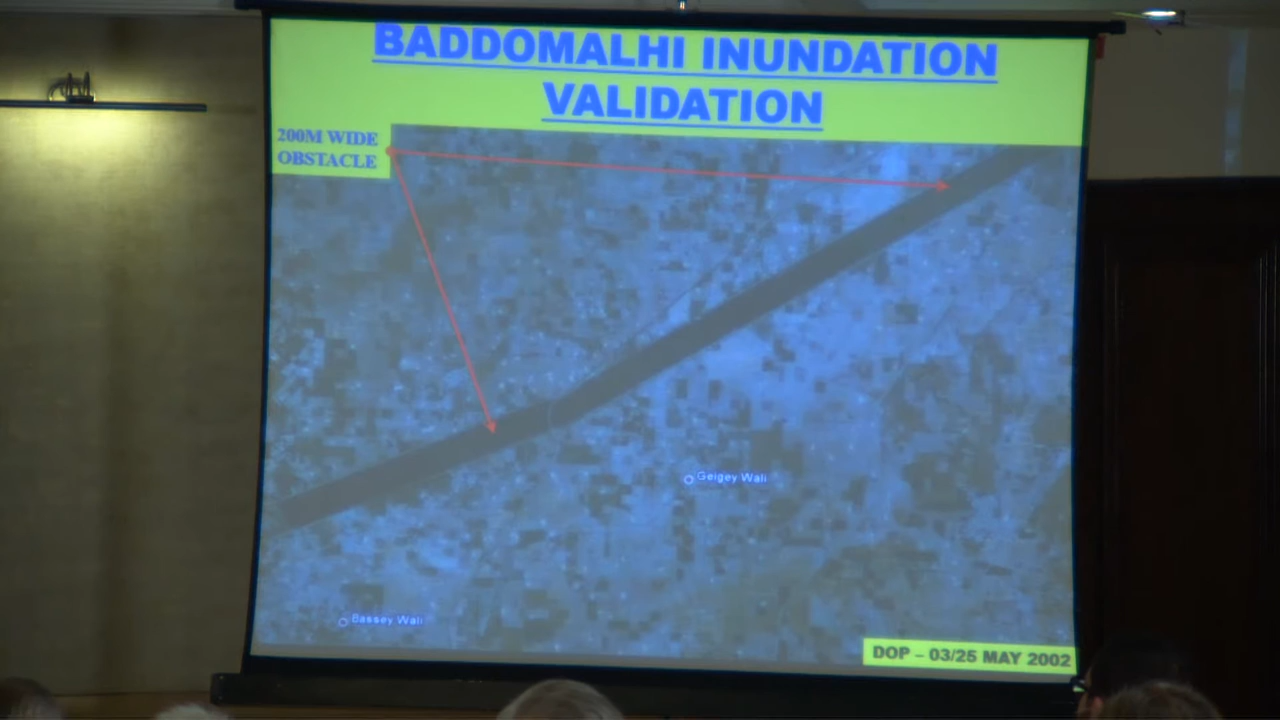 BADDOMALHI INUNDATION
VALIDATION
200M WIDE
OBSTACLE
Geigey Wali
Bassey Wali
DOP – 03/25 MAY 2002